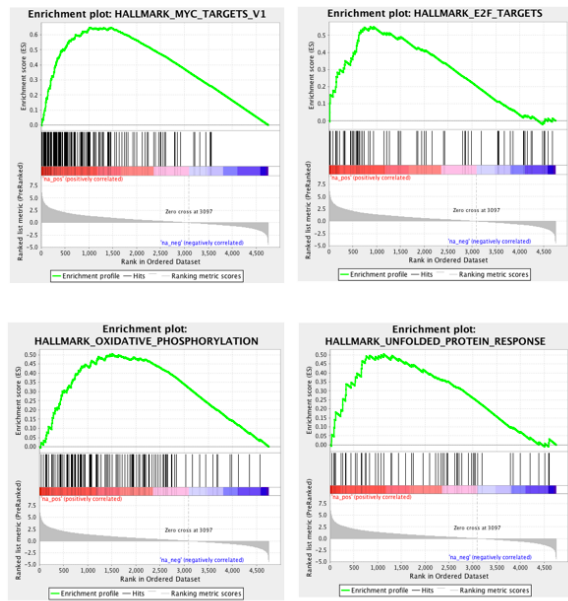 Enrichment plot: HALLMARK_MYC_TARGETS_V1
Enrichment score (ES)
0.6
0.5
0.4
0.3
0.2
0.1
0.0
'na_pos' (positively correlated)
Ranked list metric (PreRanked)
7.5
5.0
2.5
0.0
-2.5
-5.0
Zero cross at 3097
'na_neg' (negatively correlated)
0 500 1,000 1,500 2,000 2,500 3,000 3,500 4,000 4,500
Rank in Ordered Dataset
Enrichment profile Hits Ranking metric scores
Enrichment plot: HALLMARK_E2F_TARGETS
Enrichment score (ES)
0.5
0.4
0.3
0.2
0.1
0.0
'na_pos' (positively correlated)
Ranked list metric (PreRanked)
7.5
5.0
2.5
0.0
-2.5
-5.0
Zero cross at 3097
'na_neg' (negatively correlated)
0 500 1,000 1,500 2,000 2,500 3,000 3,500 4,000 4,500
Rank in Ordered Dataset
Enrichment profile Hits Ranking metric scores
Enrichment plot:
HALLMARK_OXIDATIVE_PHOSPHORYLATION
Enrichment score (ES)
0.50
0.45
0.40
0.35
0.30
0.25
0.20
0.15
0.10
0.05
0.00
'na_pos' (positively correlated)
Ranked list metric (PreRanked)
7.5
5.0
2.5
0.0
-2.5
-5.0
Zero cross at 3097
'na_neg' (negatively correlated)
0 500 1,000 1,500 2,000 2,500 3,000 3,500 4,000 4,500
Rank in Ordered Dataset
Enrichment profile Hits Ranking metric scores
Enrichment plot:
HALLMARK_UNFOLDED_PROTEIN_RESPONSE
Enrichment score (ES)
0.50
0.45
0.40
0.35
0.30
0.25
0.20
0.15
0.10
0.05
0.00
'na_pos' (positively correlated)
Ranked list metric (PreRanked)
7.5
5.0
2.5
0.0
-2.5
-5.0
Zero cross at 3097
'na_neg' (negatively correlated)
0 500 1,000 1,500 2,000 2,500 3,000 3,500 4,000 4,500
Rank in Ordered Dataset
Enrichment profile Hits Ranking metric scores